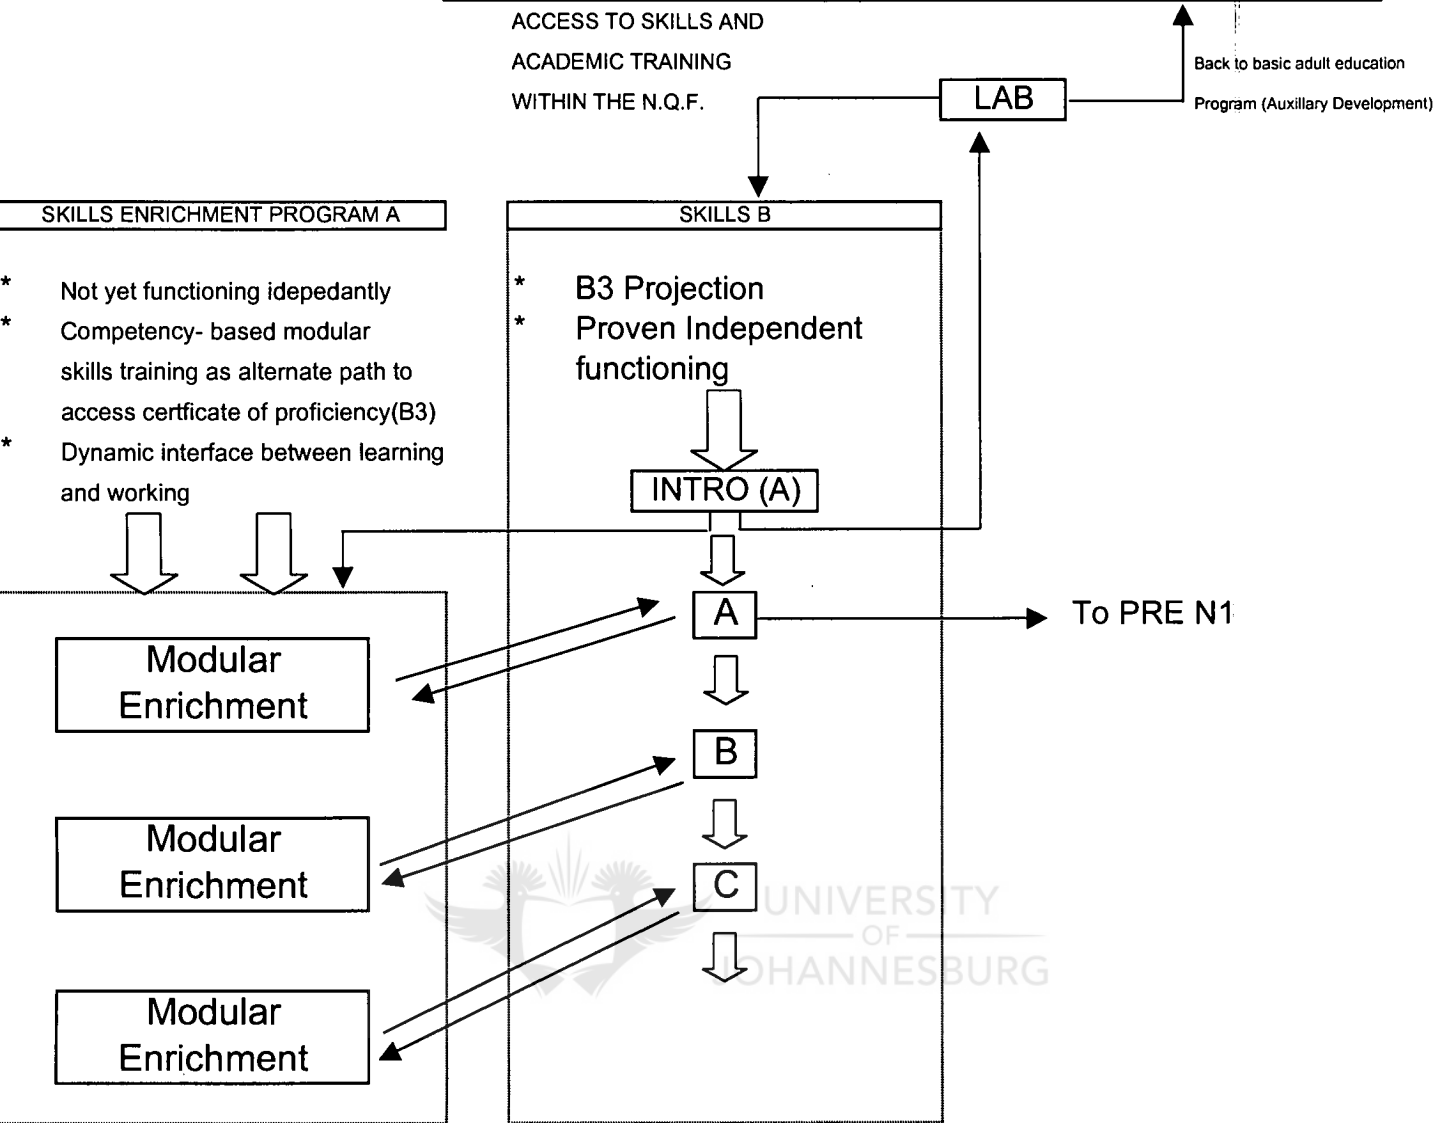 ACCESS TO SKILLS AND
ACADEMIC TRAINING
WITHIN THE N.Q.F.
LAB
Back to basic adult education
Program (Auxillary Development)
SKILLS ENRICHMENT PROGRAM A
* Not yet functioning idepedantly
* Competency- based modular
skills training as alternate path to
access certficate of proficiency(B3)
* Dynamic interface between learning
and working
SKILLS B
* B3 Projection
* Proven Independent
functioning
INTRO (A)
A
To PRE N1
B
C
Modular
Enrichment
Modular
Enrichment
Modular
Enrichment
UNIVERSITY
OF
JOHANNESBURG